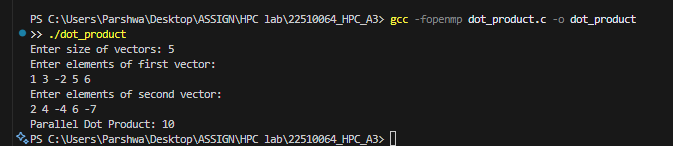 PS C:\Users\Parshwa\Desktop\ASSIGN\HPC lab\22510064_HPC_A3> gcc -fopenmp dot_product.c -o dot_product
>> ./dot_product
Enter size of vectors: 5
Enter elements of first vector:
1 3 -2 5 6
Enter elements of second vector:
2 4 -4 6 -7
Parallel Dot Product: 10
PS C:\Users\Parshwa\Desktop\ASSIGN\HPC lab\22510064_HPC_A3>